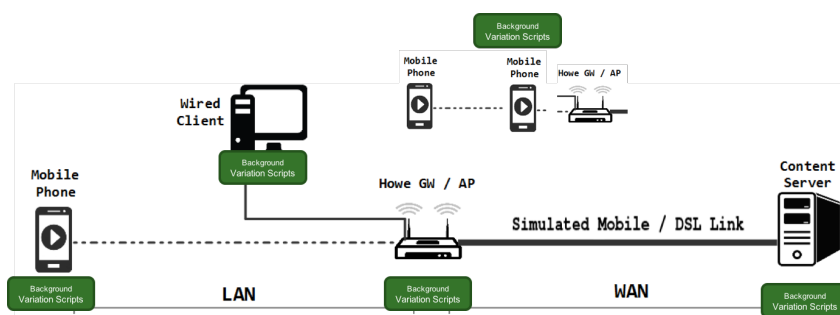 Background
Variation Scripts
Mobile
Phone
Mobile
Phone
Howe GW / AP
Wired
Client
Background
Variation Scripts
Mobile
Phone
Howe GW / AP
Content
Server
Simulated Mobile / DSL Link
Background
Variation Scripts
LAN
Background
Variation Scripts
WAN
Background
Variation Scripts